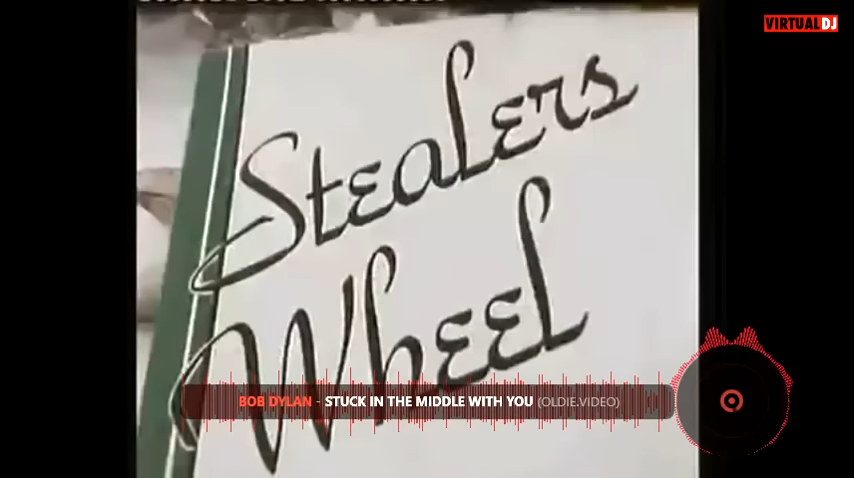 VIRTUALDJ
Stealers
Wheel
BOB DYLAN - STUCK IN THE MIDDLE WITH YOU (OLDIE.VIDEO)